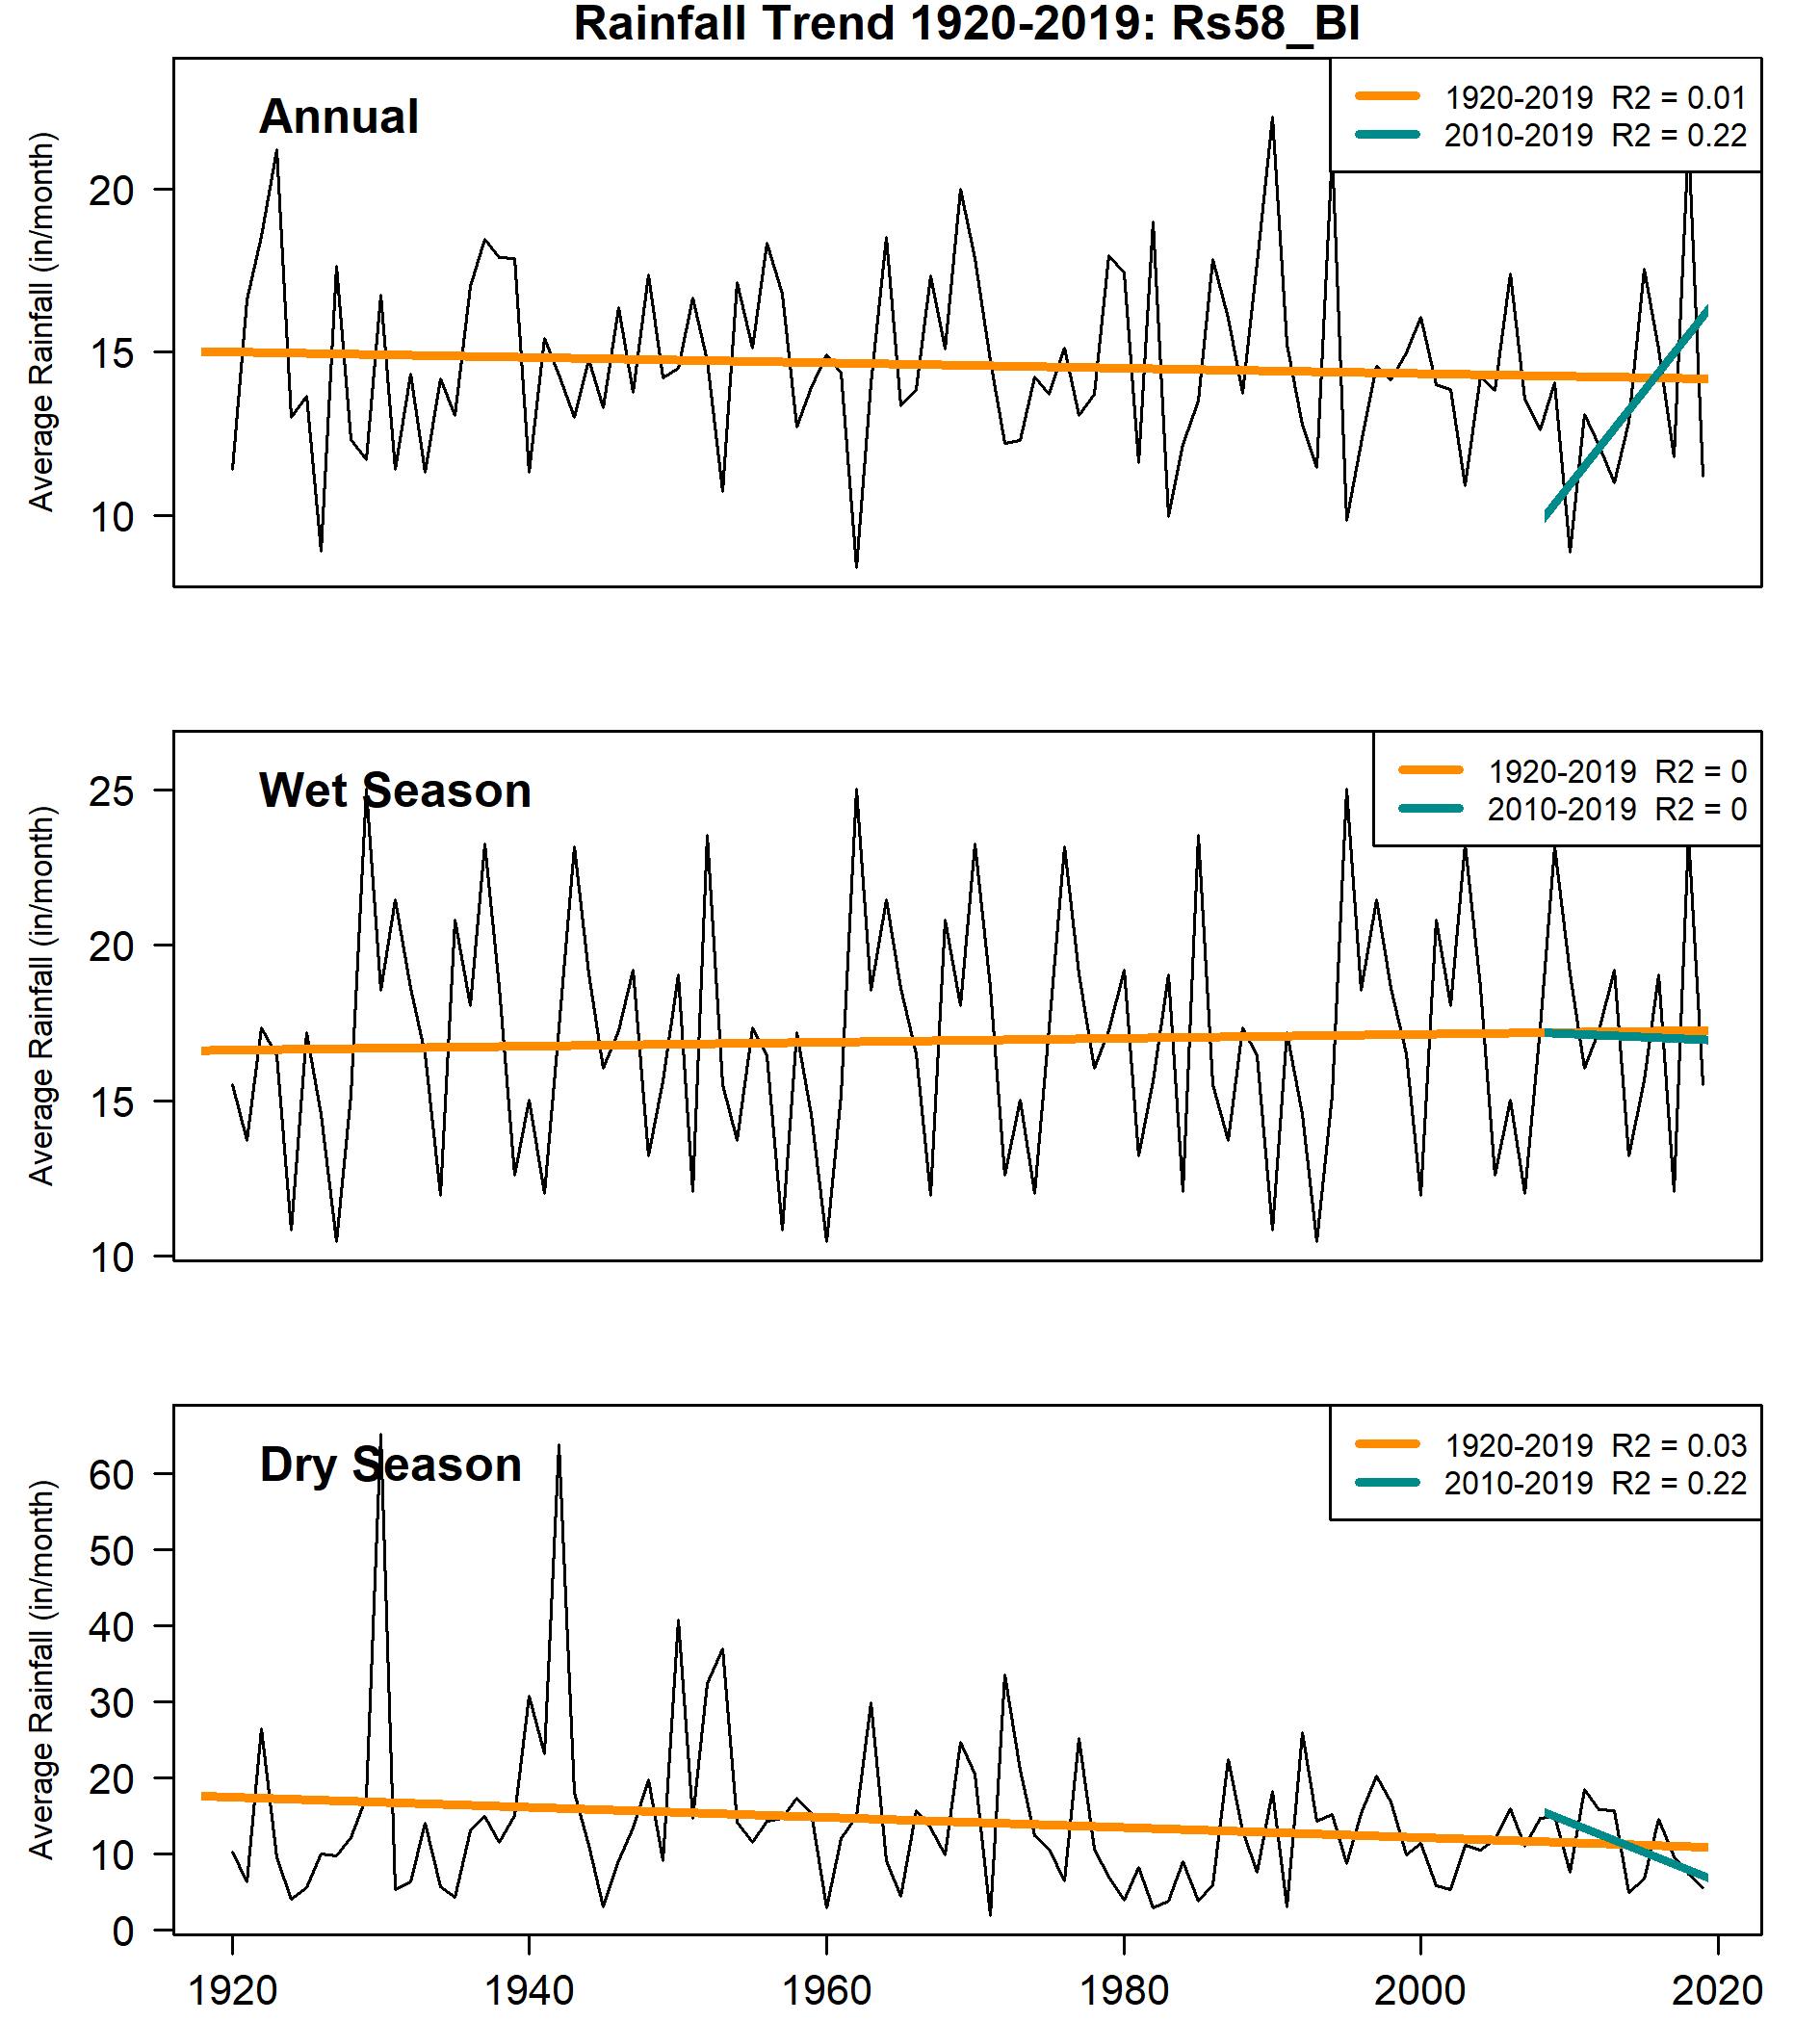 Rainfall Trend 1920-2019: Rs58_BI
Annual
1920-2019 R2 = 0.01
2010-2019 R2 = 0.22
Average Rainfall (in/month)
20
15
10
Wet Season
1920-2019 R2 = 0
2010-2019 R2 = 0
Average Rainfall (in/month)
25
20
15
10
Dry Season
1920-2019 R2 = 0.03
2010-2019 R2 = 0.22
Average Rainfall (in/month)
60
50
40
30
20
10
0
1920 1940 1960 1980 2000 2020